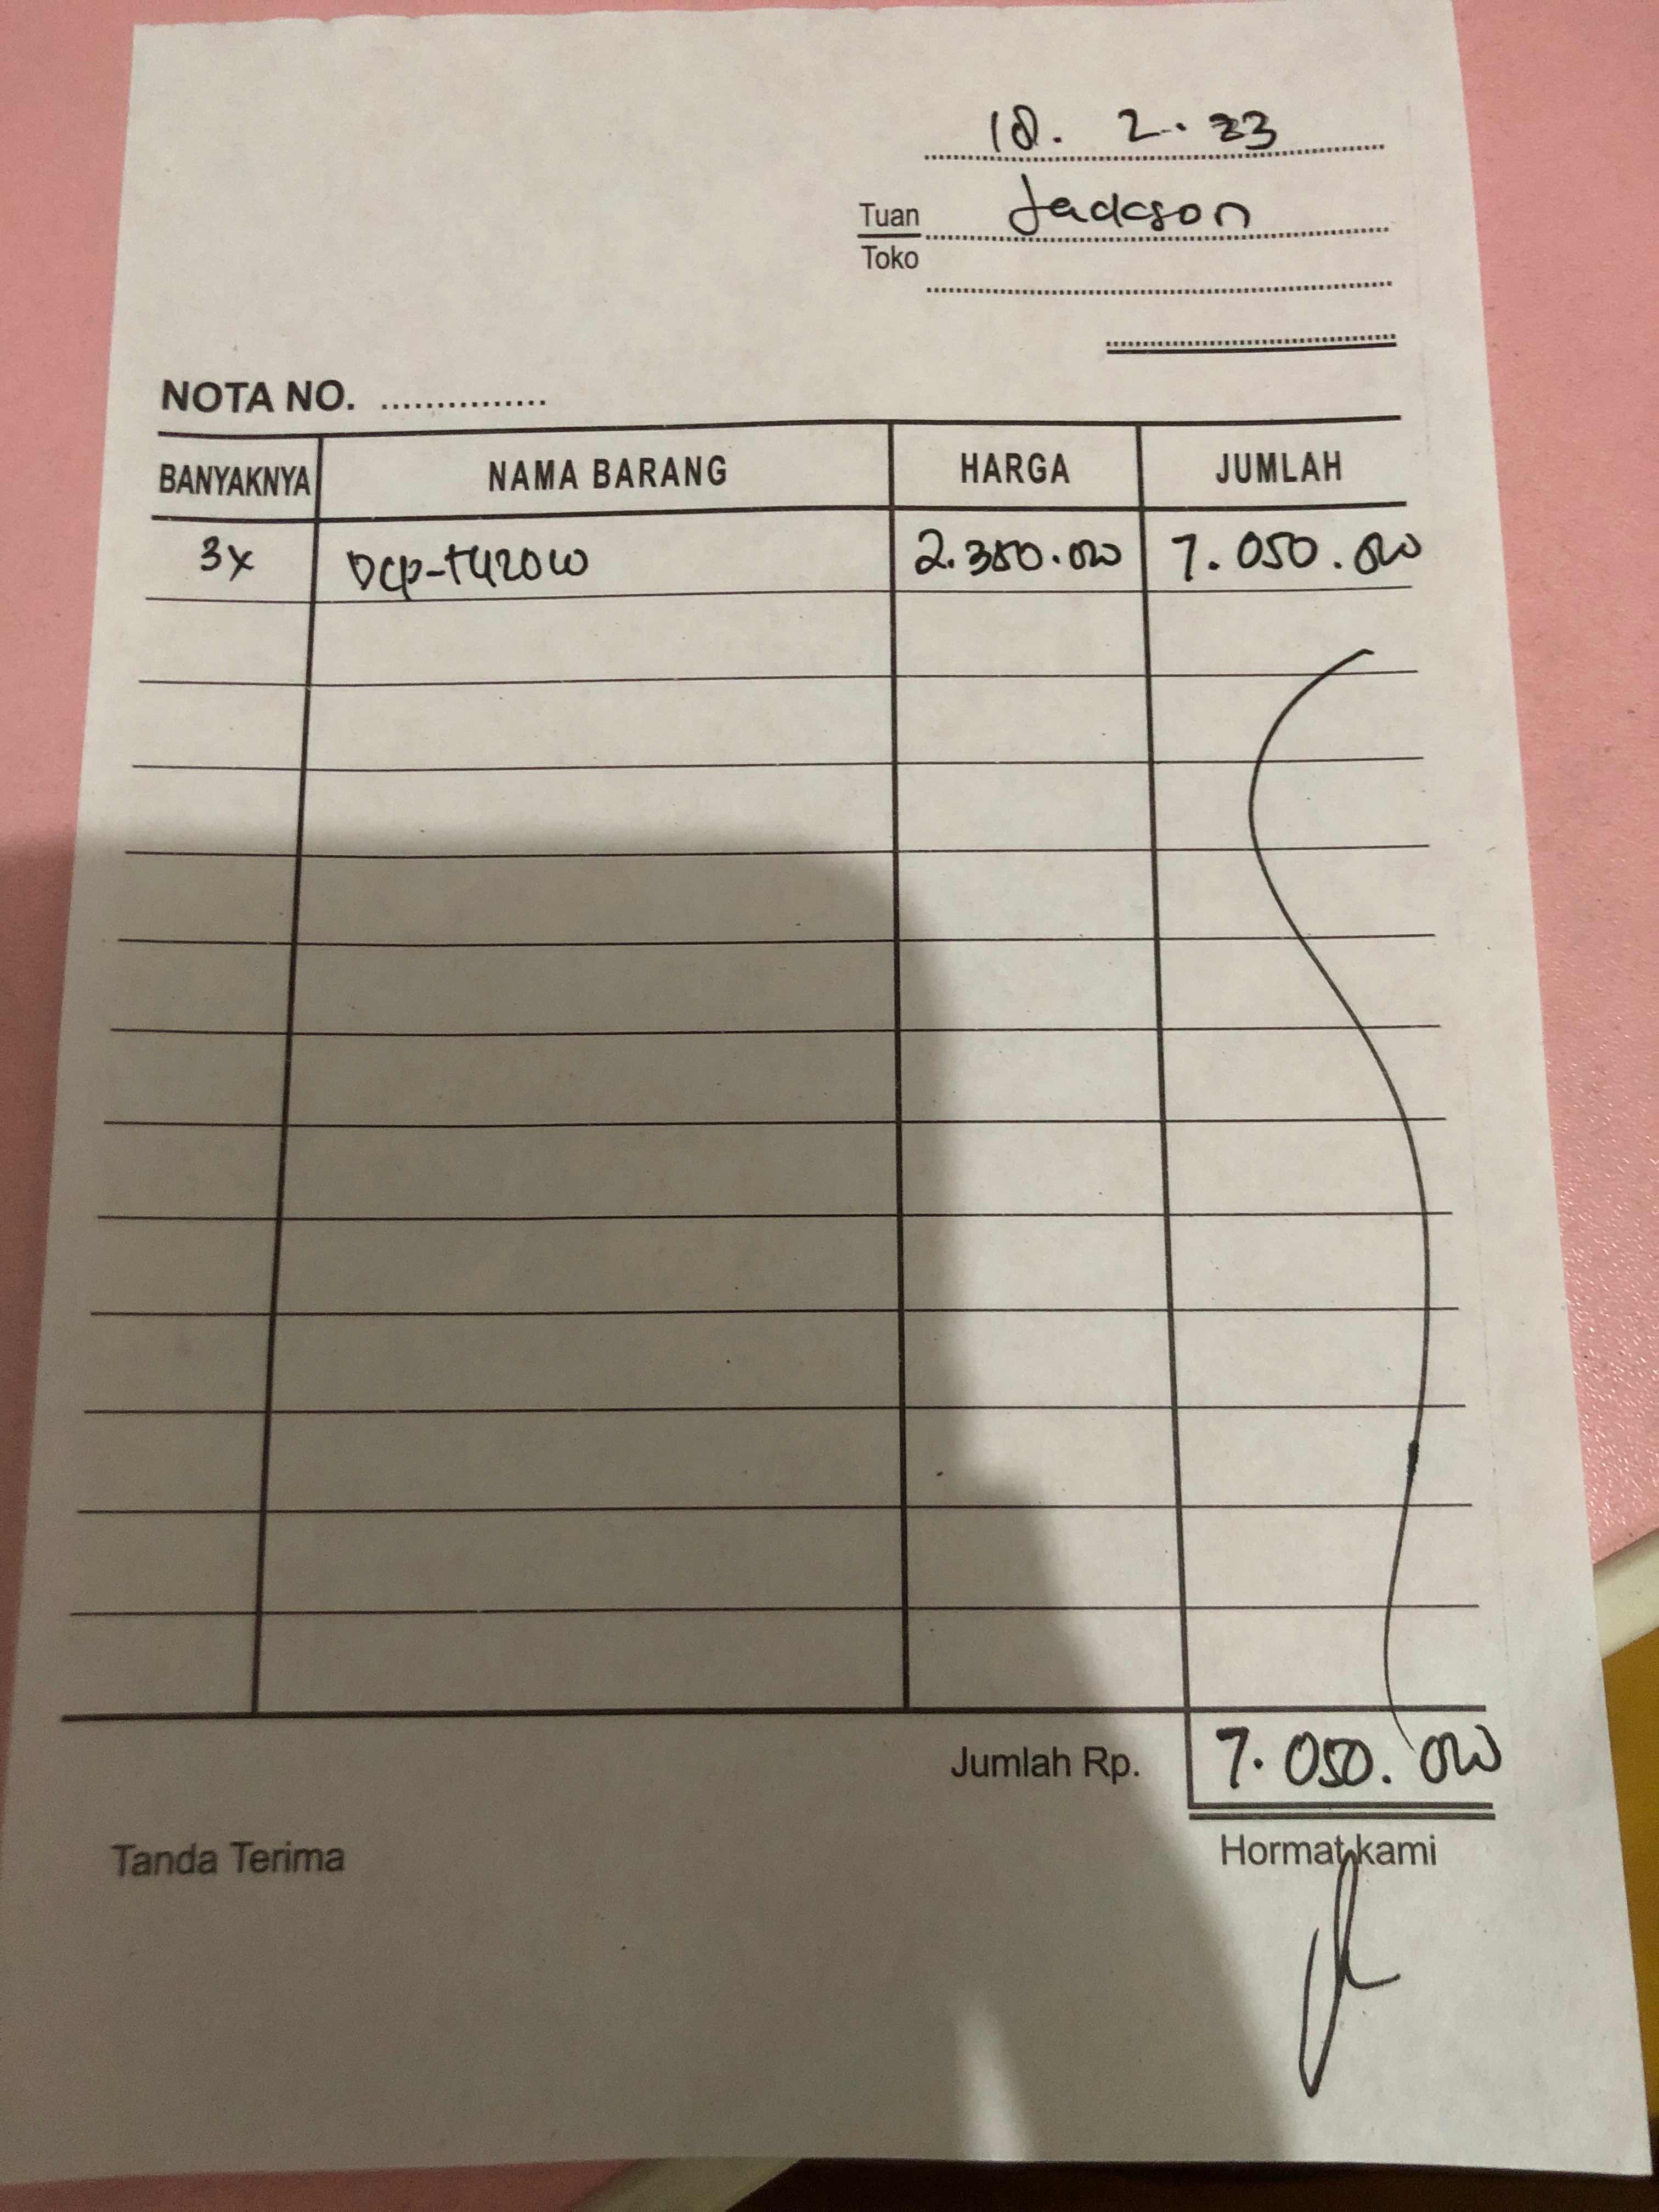 18. 2. 23
Tuan Jackson
Toko
NOTA NO. ...............
BANYAKNYA NAMA BARANG HARGA JUMLAH
3x DCP-T420W 2.350.000 7.050.000
Jumlah Rp. 7.050.000
Tanda Terima Hormat kami